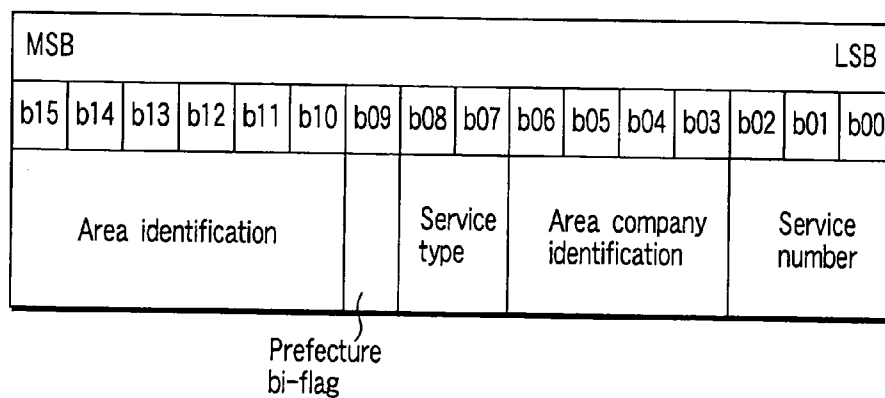 MSB LSB
b15 b14 b13 b12 b11 b10 b09 b08 b07 b06 b05 b04 b03 b02 b01 b00
Area identification
Service
type
Area company
identification
Service
number
Prefecture
bi-flag